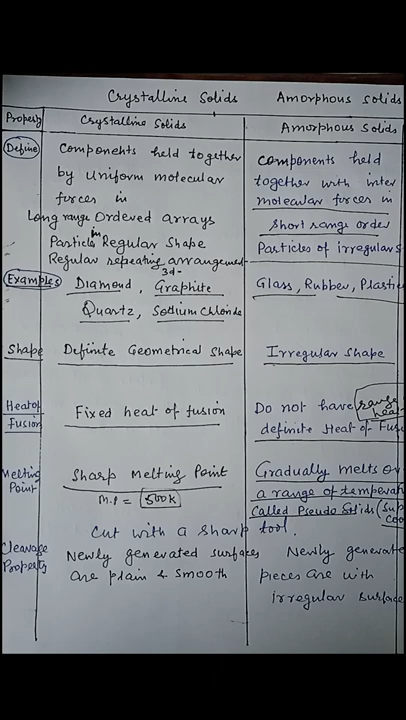 Crystalline Solids Amorphous solids
Property Crystalline Solids Amorphous Solids
Define
Components held together
by Uniform molecular
forces in
Long range Ordered arrays
Particles in Regular Shape
Regular repeating arrangement
3d-
Components held
together with inter
molecular forces in
short range order
Particles of irregular s
Examples
Diamond, Graphite
Quartz, Sodium Chloride
Glass, Rubber, Plastic
Shape Definite Geometrical Shape Irregular shape
Heat of
Fusion
Fixed heat of fusion
Do not have range
heat
definite Heat of Fus
Melting
Point
Sharp Melting Point
M.P = 500K
Gradually melts ov
a range of temperat
called Pseudo Solids (Sup
Coo
Cut with a sharp tool.
Cleavage
Property
Newly generated surfaces
are plain & smooth
Newly generate
pieces are with
irregular surface